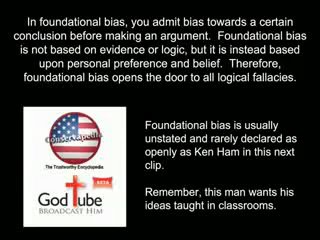 In foundational bias, you admit bias towards a certain
conclusion before making an argument.  Foundational bias
is not based on evidence or logic, but it is instead based
upon personal preference and belief.  Therefore,
foundational bias opens the door to all logical fallacies.
Conservapedia
The Trustworthy Encyclopedia
BETA
God Tube
BROADCAST HIM
Foundational bias is usually
unstated and rarely declared as
openly as Ken Ham in this next
clip.
Remember, this man wants his
ideas taught in classrooms.